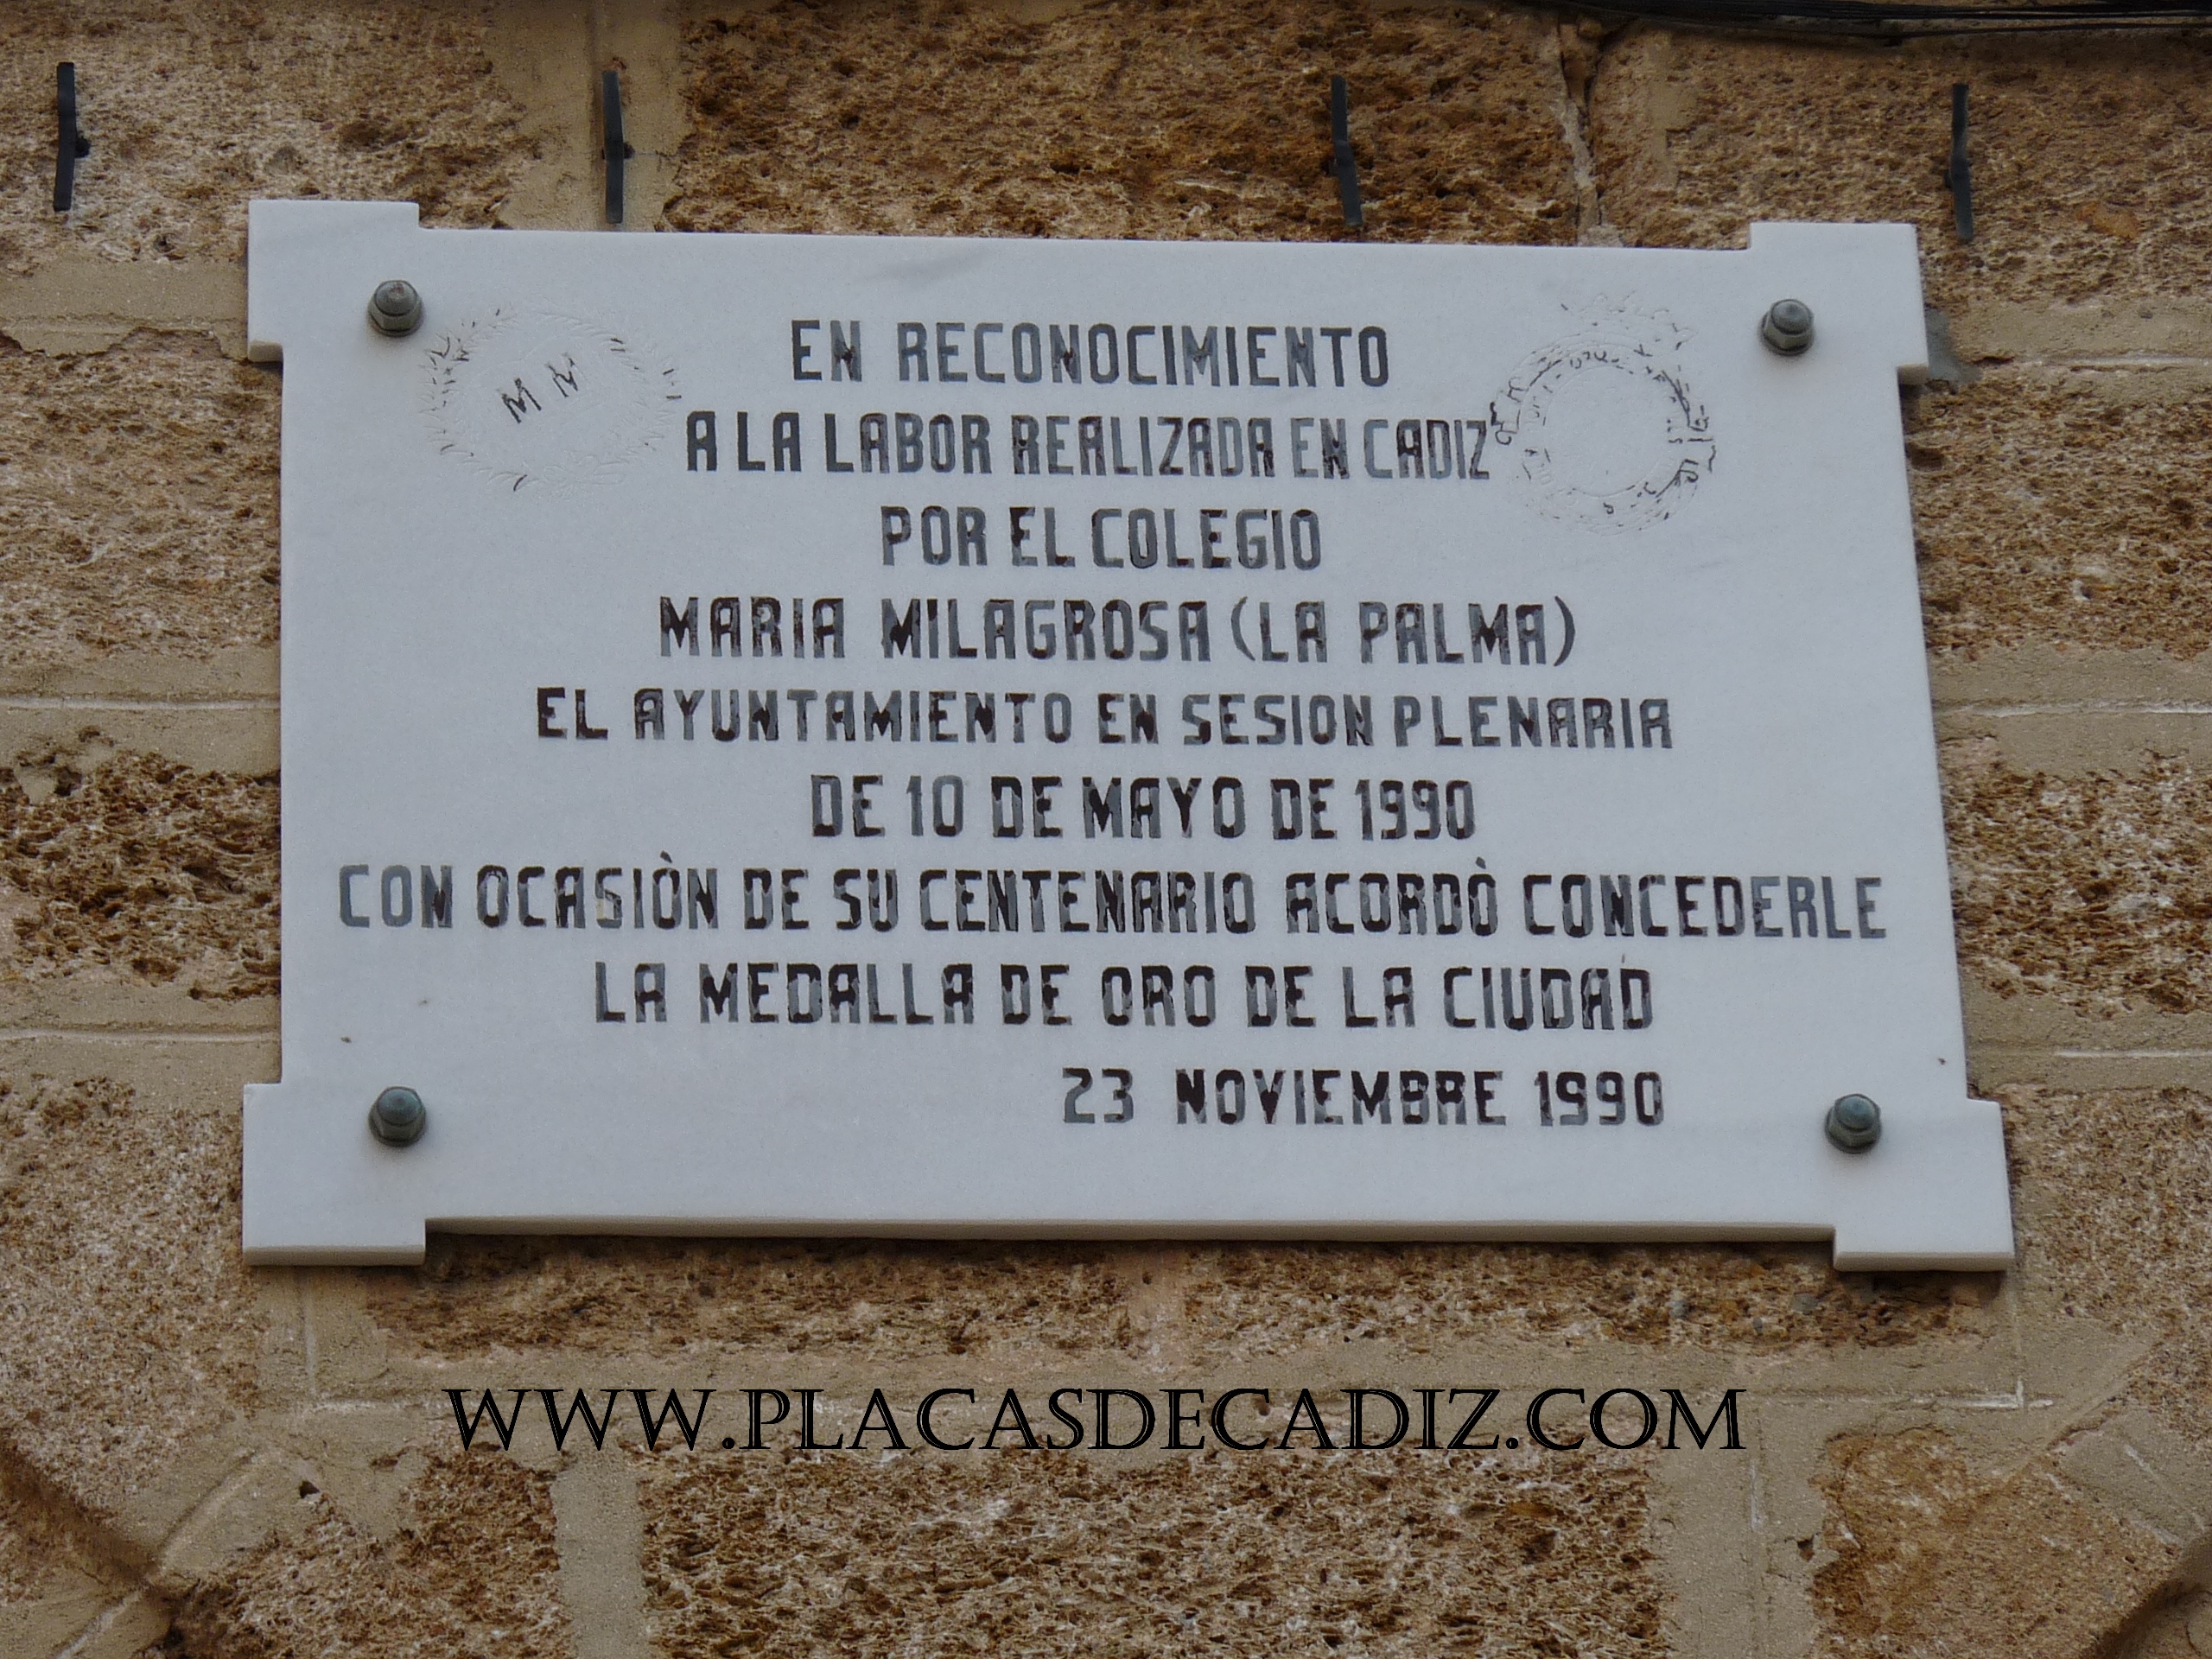 M M
EN RECONOCIMIENTO
A LA LABOR REALIZADA EN CADIZ
POR EL COLEGIO
MARIA MILAGROSA (LA PALMA)
EL AYUNTAMIENTO EN SESION PLENARIA
DE 10 DE MAYO DE 1990
CON OCASIÒN DE SU CENTENARIO ACORDÒ CONCEDERLE
LA MEDALLA DE ORO DE LA CIUDAD
23 NOVIEMBRE 1990
WWW.PLACASDECADIZ.COM